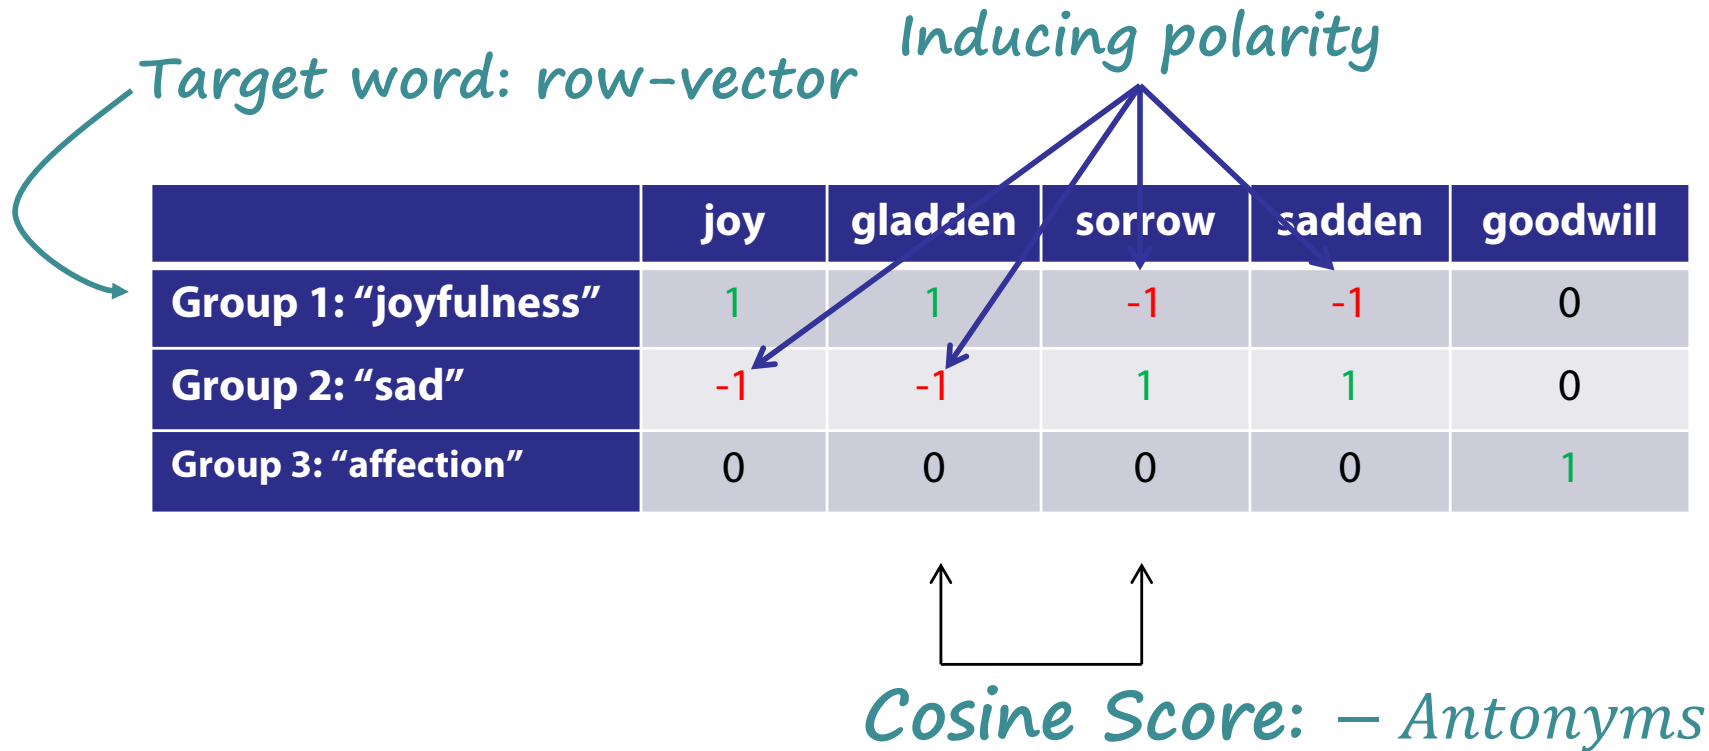 Inducing polarity
Target word: row-vector
joy gladden sorrow sadden goodwill
Group 1: “joyfulness” 1 1 -1 -1 0
Group 2: “sad” -1 -1 1 1 0
Group 3: “affection” 0 0 0 0 1
Cosine Score: − Antonyms